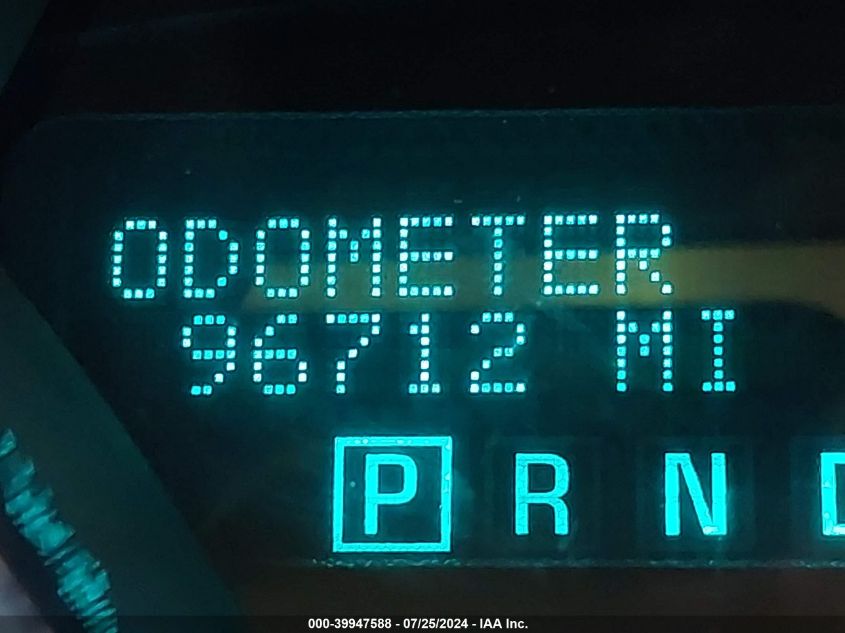 ODOMETER
96712 MI
P R N
000-39947588 - 07/25/2024 - IAA Inc.